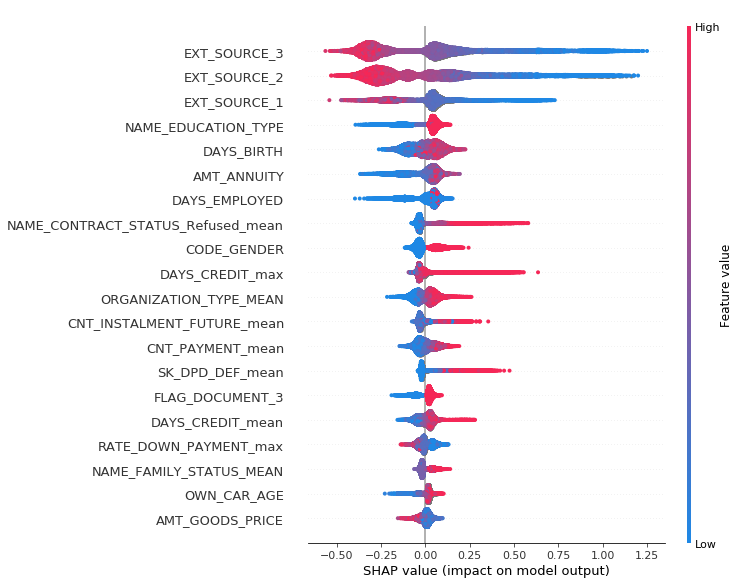 High
EXT_SOURCE_3
EXT_SOURCE_2
EXT_SOURCE_1
NAME_EDUCATION_TYPE
DAYS_BIRTH
AMT_ANNUITY
DAYS_EMPLOYED
NAME_CONTRACT_STATUS_Refused_mean
CODE_GENDER
DAYS_CREDIT_max
ORGANIZATION_TYPE_MEAN
CNT_INSTALMENT_FUTURE_mean
CNT_PAYMENT_mean
SK_DPD_DEF_mean
FLAG_DOCUMENT_3
DAYS_CREDIT_mean
RATE_DOWN_PAYMENT_max
NAME_FAMILY_STATUS_MEAN
OWN_CAR_AGE
AMT_GOODS_PRICE
Feature value
Low
−0.50 −0.25 0.00 0.25 0.50 0.75 1.00 1.25
SHAP value (impact on model output)